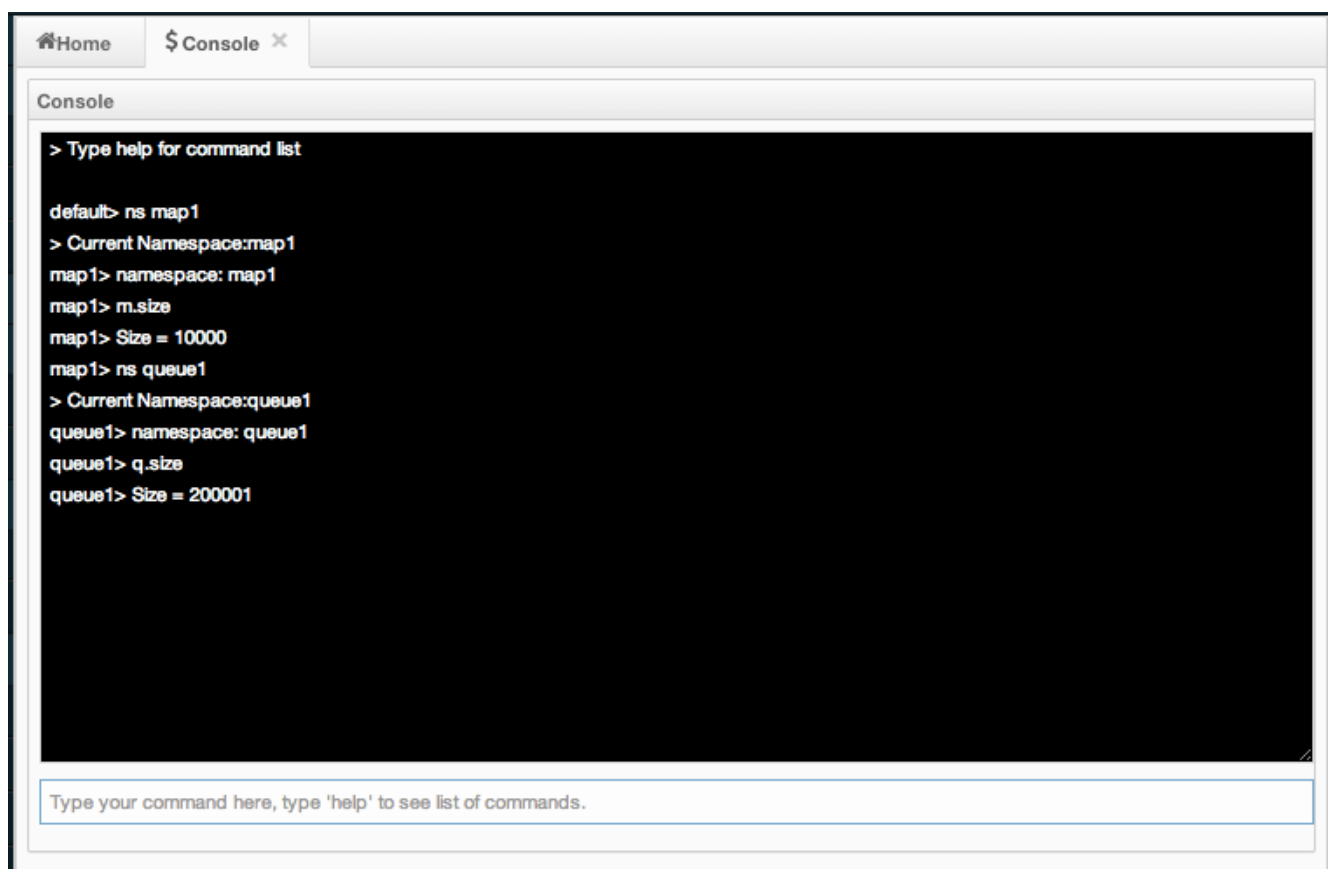 Home
$ Console ×
Console
> Type help for command list
default> ns map1
> Current Namespace:map1
map1> namespace: map1
map1> m.size
map1> Size = 10000
map1> ns queue1
> Current Namespace:queue1
queue1> namespace: queue1
queue1> q.size
queue1> Size = 200001
Type your command here, type 'help' to see list of commands.